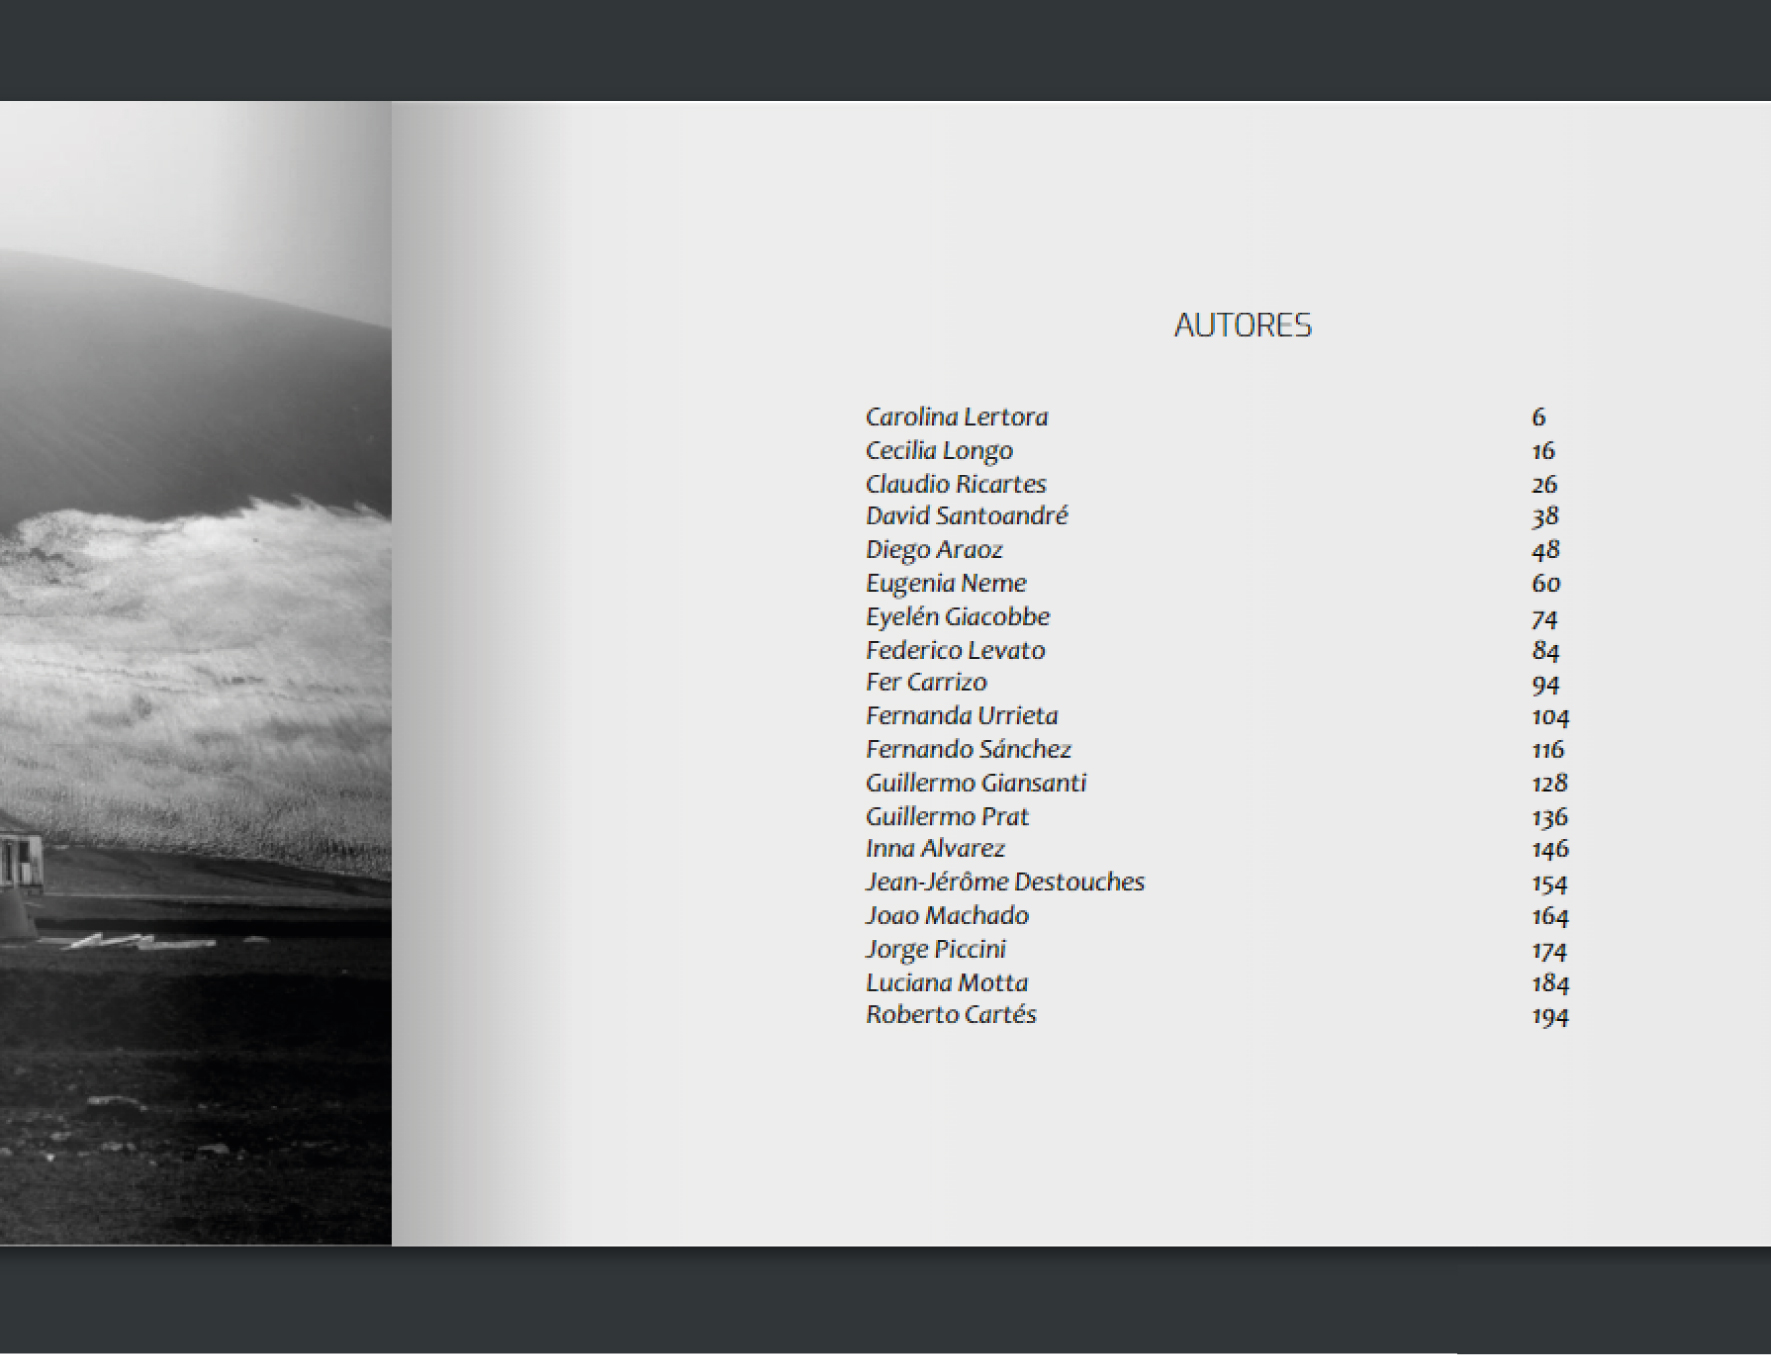 AUTORES
Carolina Lertora 6
Cecilia Longo 16
Claudio Ricartes 26
David Santoandré 38
Diego Araoz 48
Eugenia Neme 60
Eyelén Giacobbe 74
Federico Levato 84
Fer Carrizo 94
Fernanda Urrieta 104
Fernando Sánchez 116
Guillermo Giansanti 128
Guillermo Prat 136
Inna Alvarez 146
Jean-Jérôme Destouches 154
Joao Machado 164
Jorge Piccini 174
Luciana Motta 184
Roberto Cartés 194